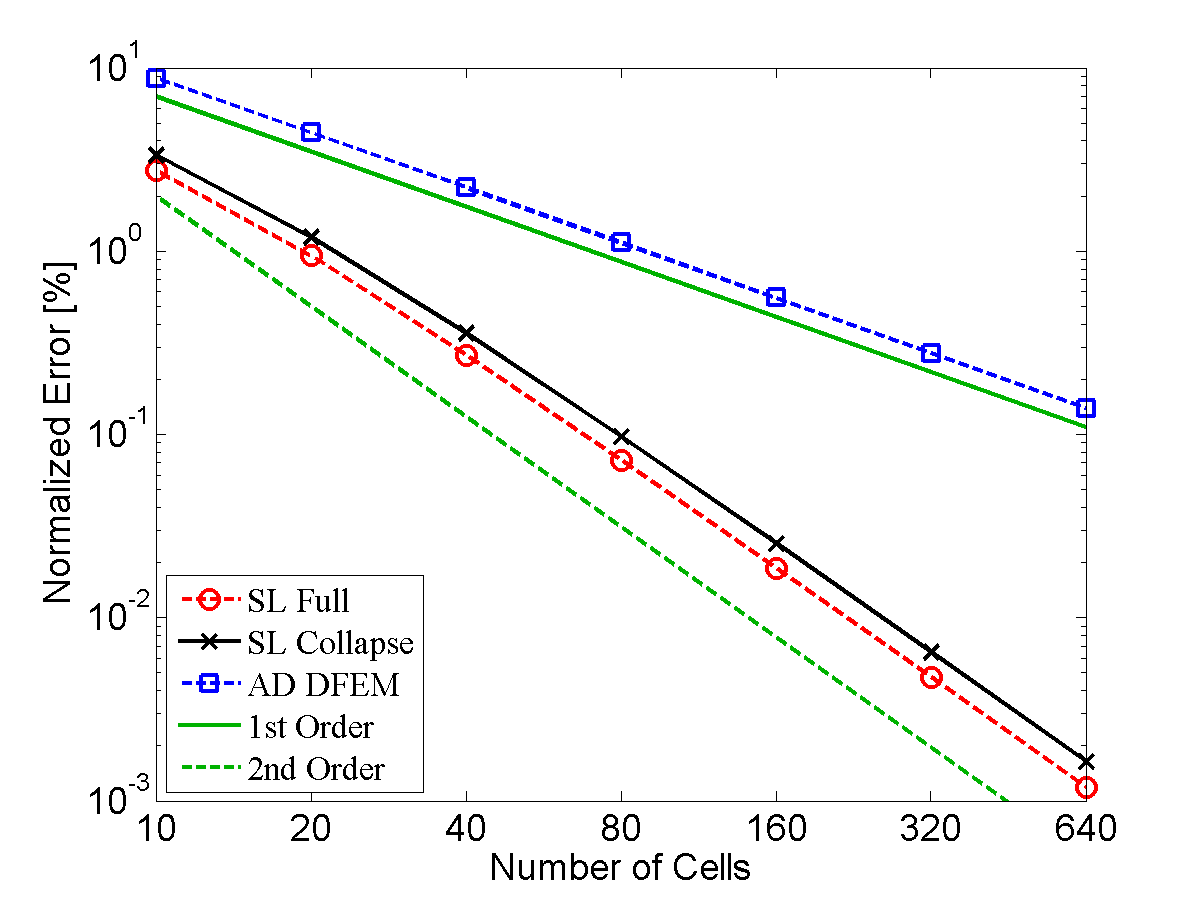 10^1
10^0
10^-1
10^-2
10^-3
Normalized Error [%]
SL Full
SL Collapse
AD DFEM
1st Order
2nd Order
10 20 40 80 160 320 640
Number of Cells